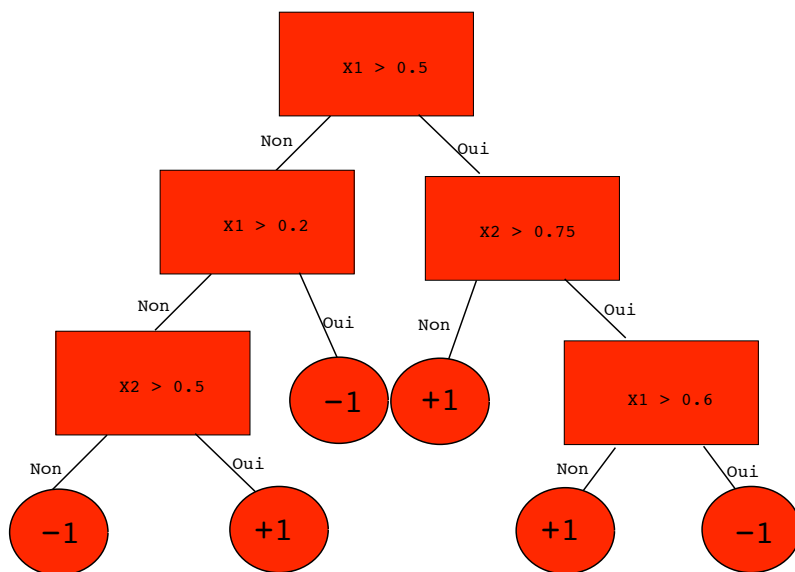 X1 > 0.5
Non
Oui
X1 > 0.2
X2 > 0.75
Non
Oui
Non
Oui
X2 > 0.5
-1
+1
X1 > 0.6
Non
Oui
Non
Oui
-1
+1
+1
-1